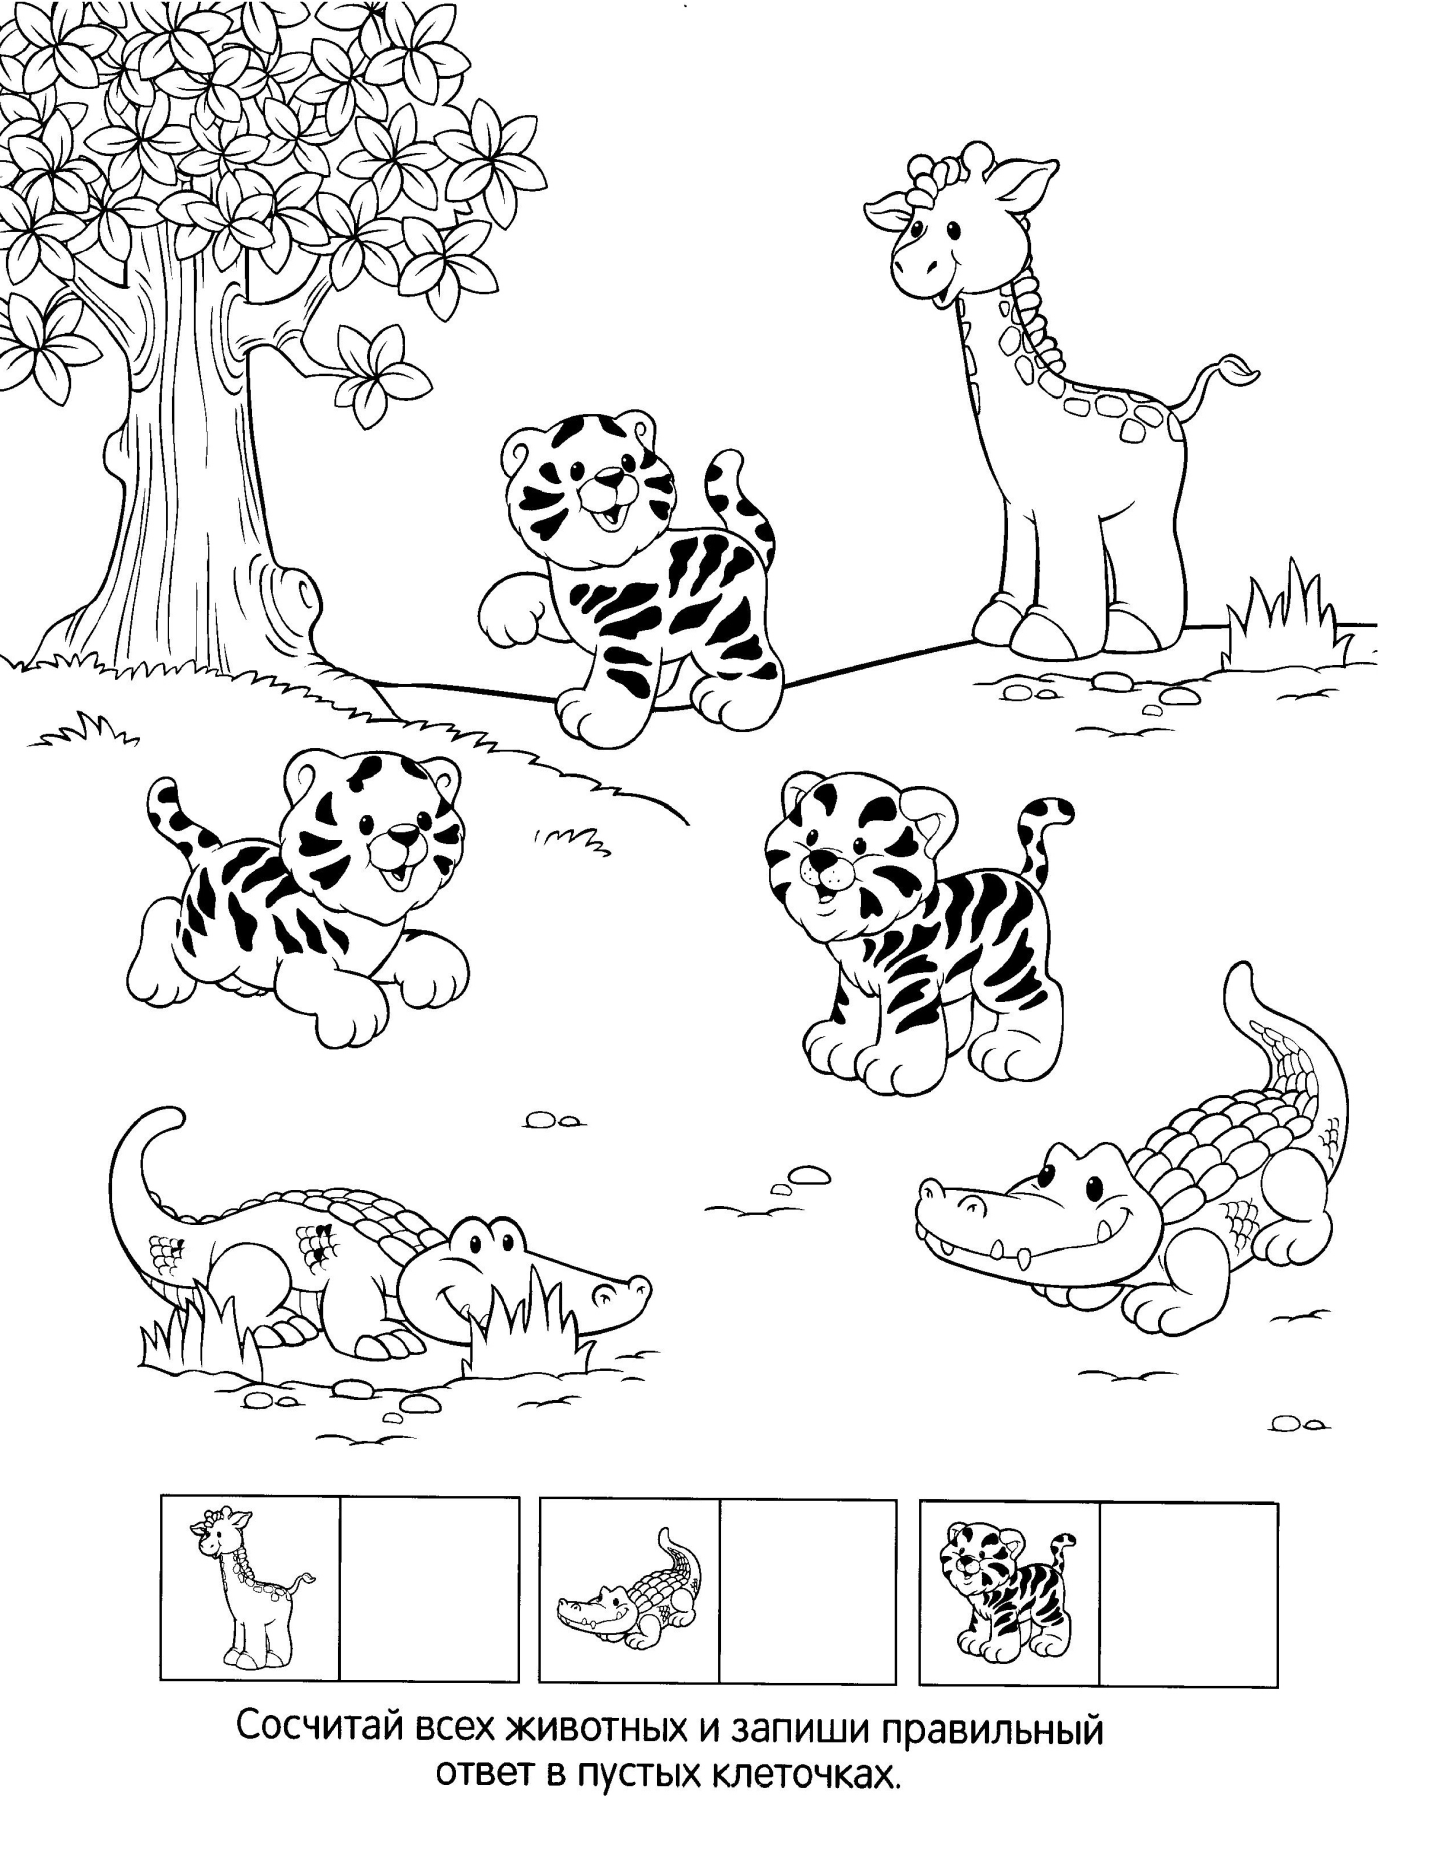 Сосчитай всех животных и запиши правильный
ответ в пустых клеточках.